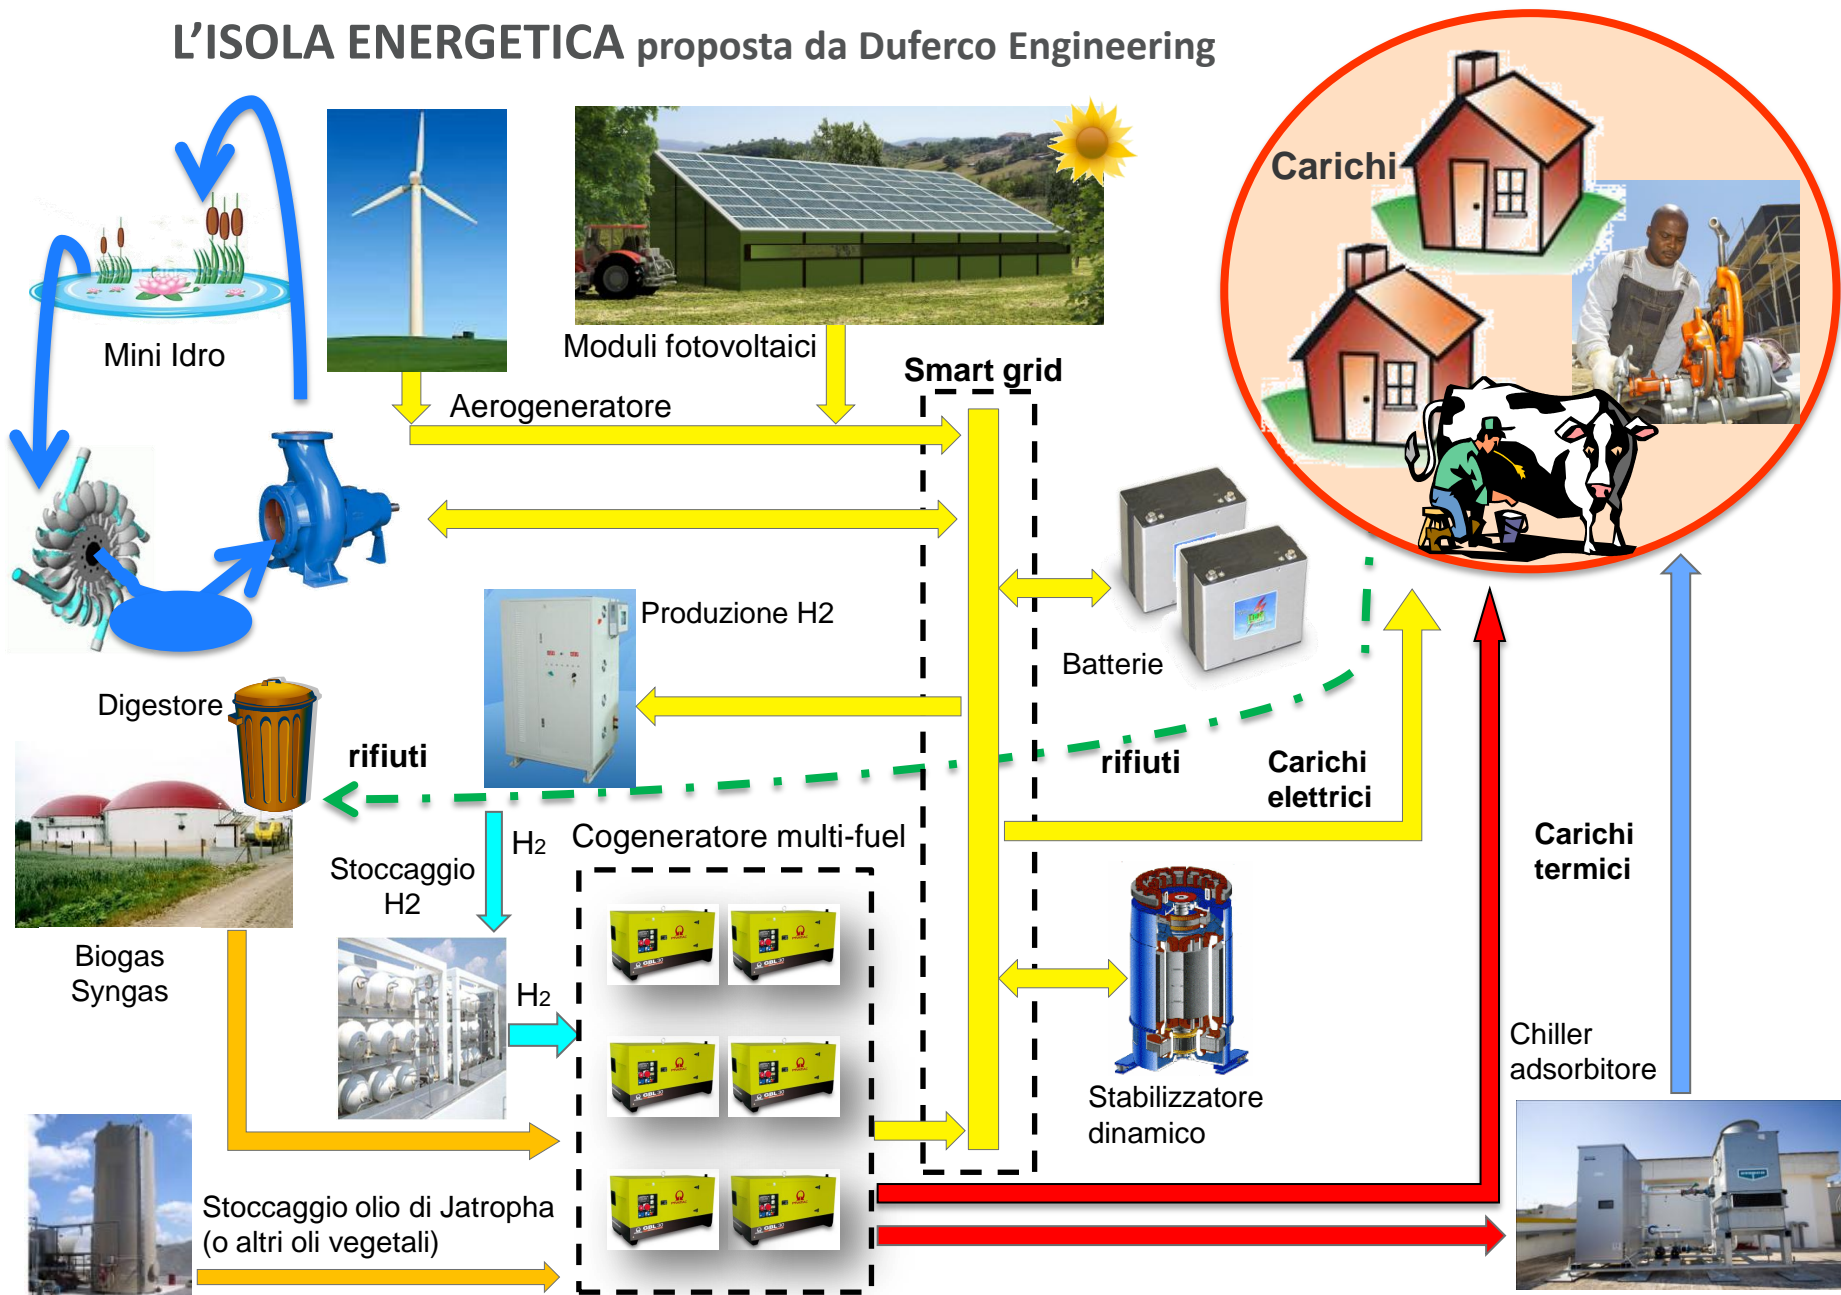 L'ISOLA ENERGETICA proposta da Duferco Engineering
Carichi
Mini Idro
Moduli fotovoltaici
Aerogeneratore
Smart grid
Produzione H2
Batterie
Digestore
rifiuti
rifiuti
Carichi
elettrici
H2
Cogeneratore multi-fuel
Stoccaggio
H2
Carichi
termici
Biogas
Syngas
H2
Chiller
adsorbitore
Stabilizzatore
dinamico
Stoccaggio olio di Jatropha
(o altri oli vegetali)